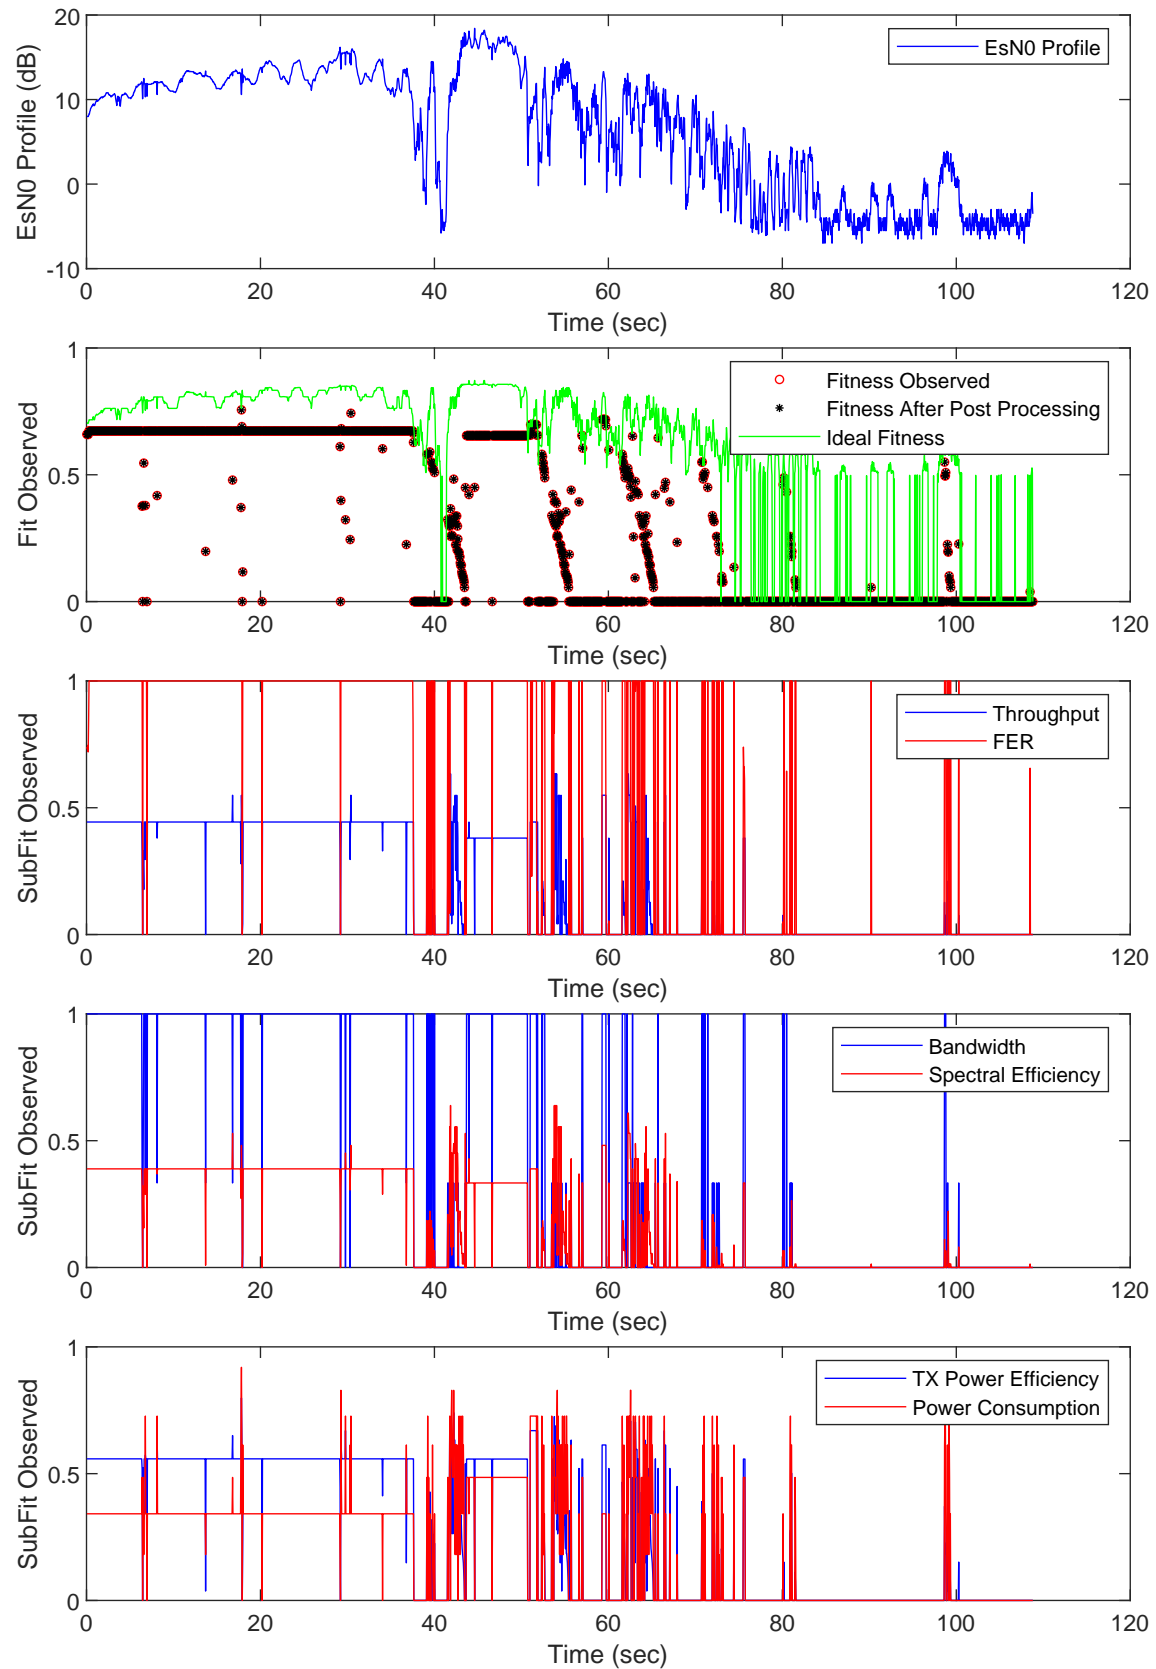 20
10
0
-10
EsN0 Profile (dB)
EsN0 Profile
0 20 40 60 80 100 120
Time (sec)
1
0.5
0
Fit Observed
Fitness Observed
Fitness After Post Processing
Ideal Fitness
0 20 40 60 80 100 120
Time (sec)
1
0.5
0
SubFit Observed
Throughput
FER
0 20 40 60 80 100 120
Time (sec)
1
0.5
0
SubFit Observed
Bandwidth
Spectral Efficiency
0 20 40 60 80 100 120
Time (sec)
1
0.5
0
SubFit Observed
TX Power Efficiency
Power Consumption
0 20 40 60 80 100 120
Time (sec)